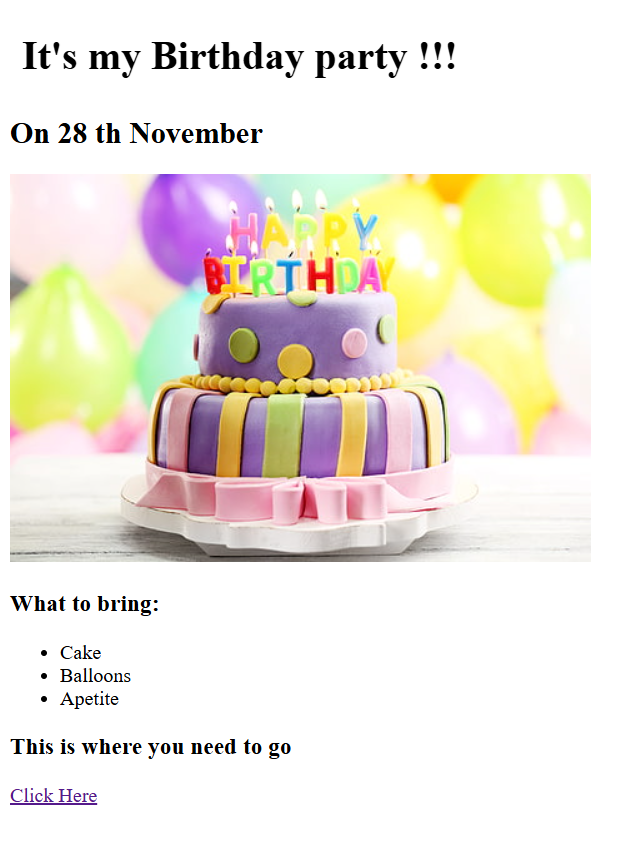 It's my Birthday party !!!
On 28 th November
HAPPY
BIRTHDAY
What to bring:
Cake
Balloons
Apetite
This is where you need to go
Click Here